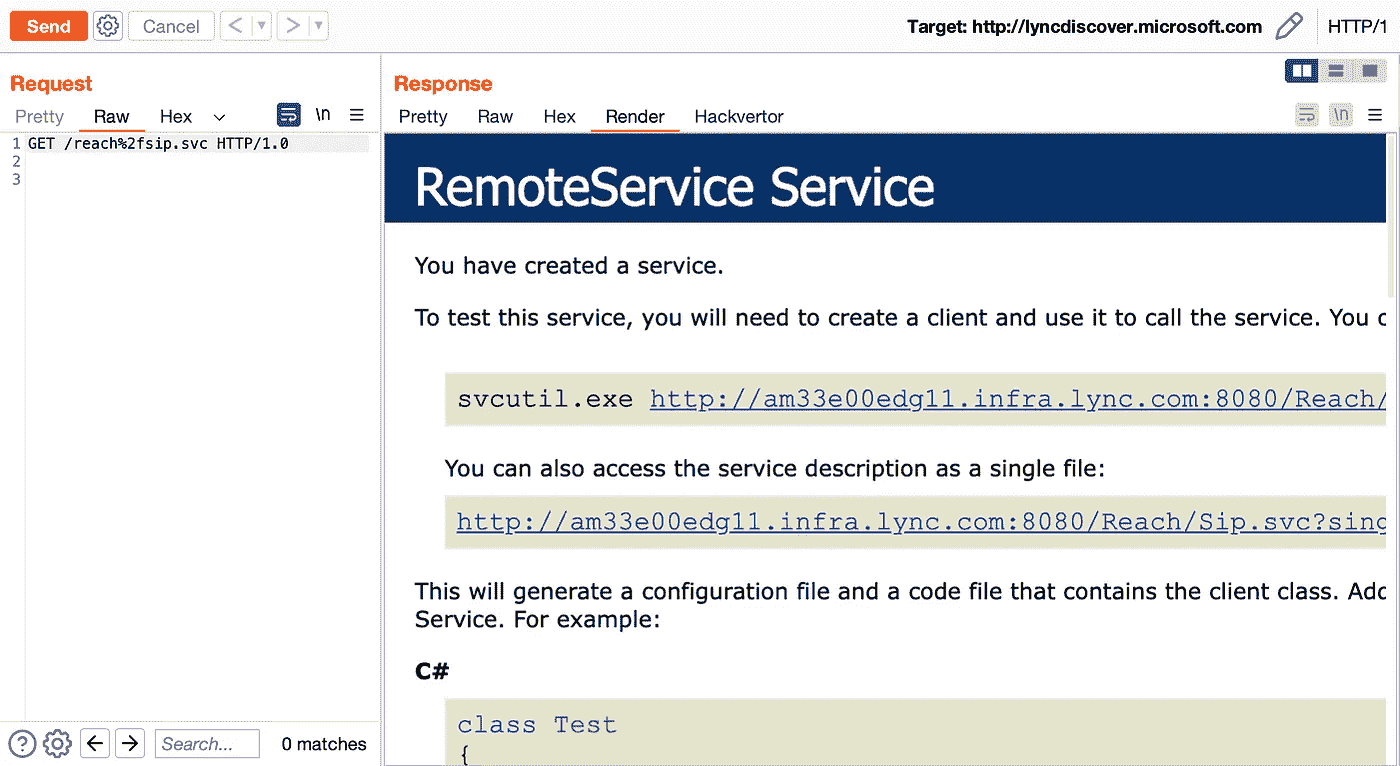 Send Cancel < ▼ > ▼ Target: http://lyncdiscover.microsoft.com HTTP/1
Request
Pretty Raw Hex \n
1 GET /reach%2fsip.svc HTTP/1.0
2
3
? Search... 0 matches
Response
Pretty Raw Hex Render Hackvertor \n
RemoteService Service
You have created a service.
To test this service, you will need to create a client and use it to call the service. You c
svcutil.exe http://am33e00edg11.infra.lync.com:8080/Reach/
You can also access the service description as a single file:
http://am33e00edg11.infra.lync.com:8080/Reach/Sip.svc?sing
This will generate a configuration file and a code file that contains the client class. Add
Service. For example:
C#
class Test
{